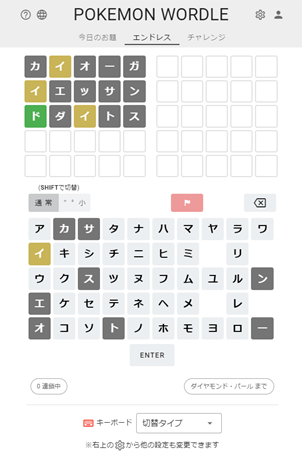 POKEMON WORDLE
今日のお題 エンドレス チャレンジ
カ イ オ ー ガ
イ エ ッ サ ン
ド ダ イ ト ス
(SHIFTで切替)
通常 ﾞ ﾟ 小
ア カ サ タ ナ ハ マ ヤ ラ ワ
イ キ シ チ ニ ヒ ミ リ
ウ ク ス ツ ヌ フ ム ユ ル ン
エ ケ セ テ ネ ヘ メ レ
オ コ ソ ト ノ ホ モ ヨ ロ ー
ENTER
0 連鎖中 ダイヤモンド・パール まで
キーボード 切替タイプ
※右上の から他の設定も変更できます